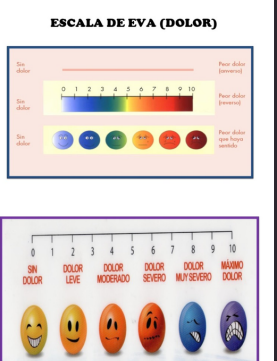 ESCALA DE EVA (DOLOR)
Sin dolor
Peor dolor (reverso)
0 1 2 3 4 5 6 7 8 9 10
Sin dolor
Peor dolor (reverso)
Sin dolor
Peor dolor que haya sentido
0 1 2 3 4 5 6 7 8 9 10
SIN DOLOR
DOLOR LEVE
DOLOR MODERADO
DOLOR SEVERO
DOLOR MUY SEVERO
MÁXIMO DOLOR